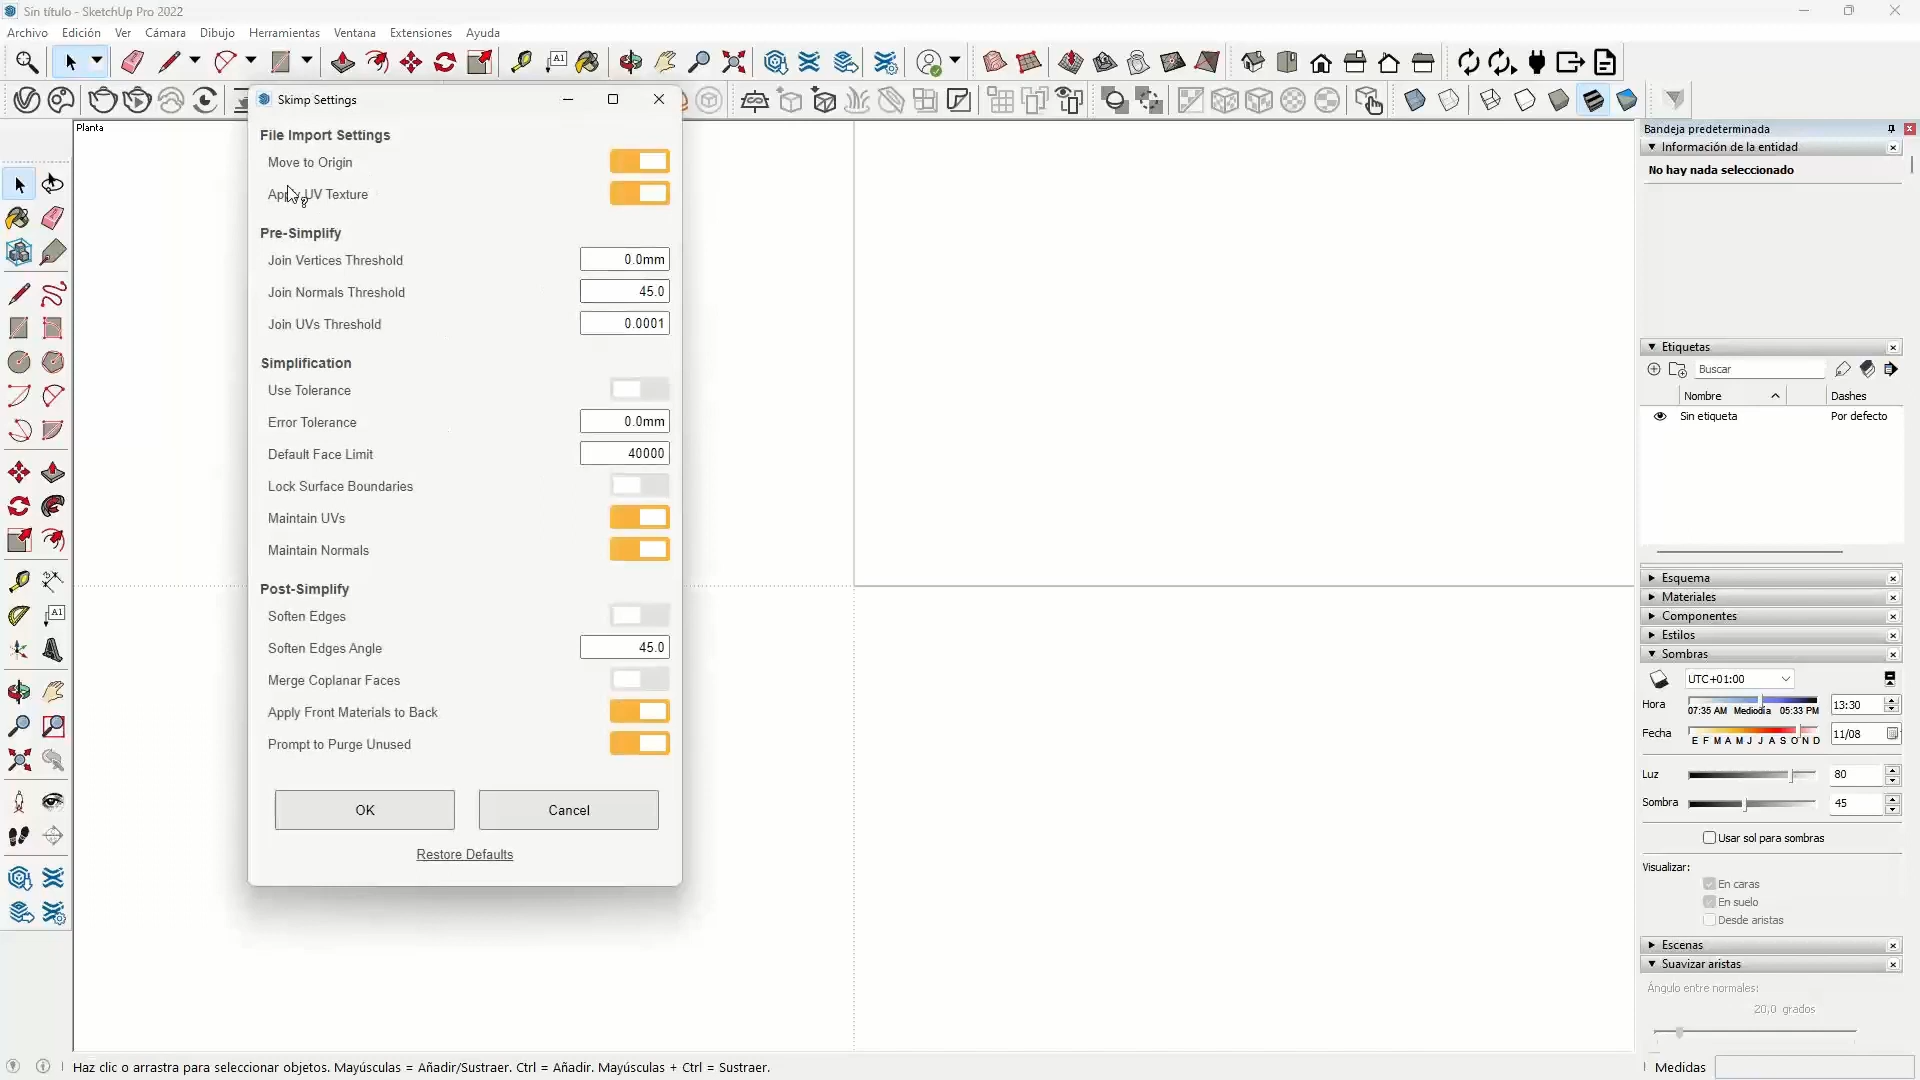 Sin título - SketchUp Pro 2022
Archivo Edición Ver Cámara Dibujo Herramientas Ventana Extensiones Ayuda
A1
Skimp Settings
Planta
File Import Settings
Move to Origin
Apply UV Texture
Pre-Simplify
Join Vertices Threshold 0.0mm
Join Normals Threshold 45.0
Join UVs Threshold 0.0001
Simplification
Use Tolerance
Error Tolerance 0.0mm
Default Face Limit 40000
Lock Surface Boundaries
Maintain UVs
Maintain Normals
Post-Simplify
Soften Edges
Soften Edges Angle 45.0
Merge Coplanar Faces
Apply Front Materials to Back
Prompt to Purge Unused
OK Cancel
Restore Defaults
A1
Bandeja predeterminada
Información de la entidad
No hay nada seleccionado
Etiquetas
Buscar
Nombre Dashes
Sin etiqueta Por defecto
Esquema
Materiales
Componentes
Estilos
Sombras
UTC+01:00
Hora 13:30
07:35 AM Mediodía 05:33 PM
Fecha 11/08
E F M A M J J A S O N D
Luz 80
Sombra 45
Usar sol para sombras
Visualizar:
En caras
En suelo
Desde aristas
Escenas
Suavizar aristas
Ángulo entre normales:
20,0 grados
Haz clic o arrastra para seleccionar objetos. Mayúsculas = Añadir/Sustraer. Ctrl = Añadir. Mayúsculas + Ctrl = Sustraer.
Medidas